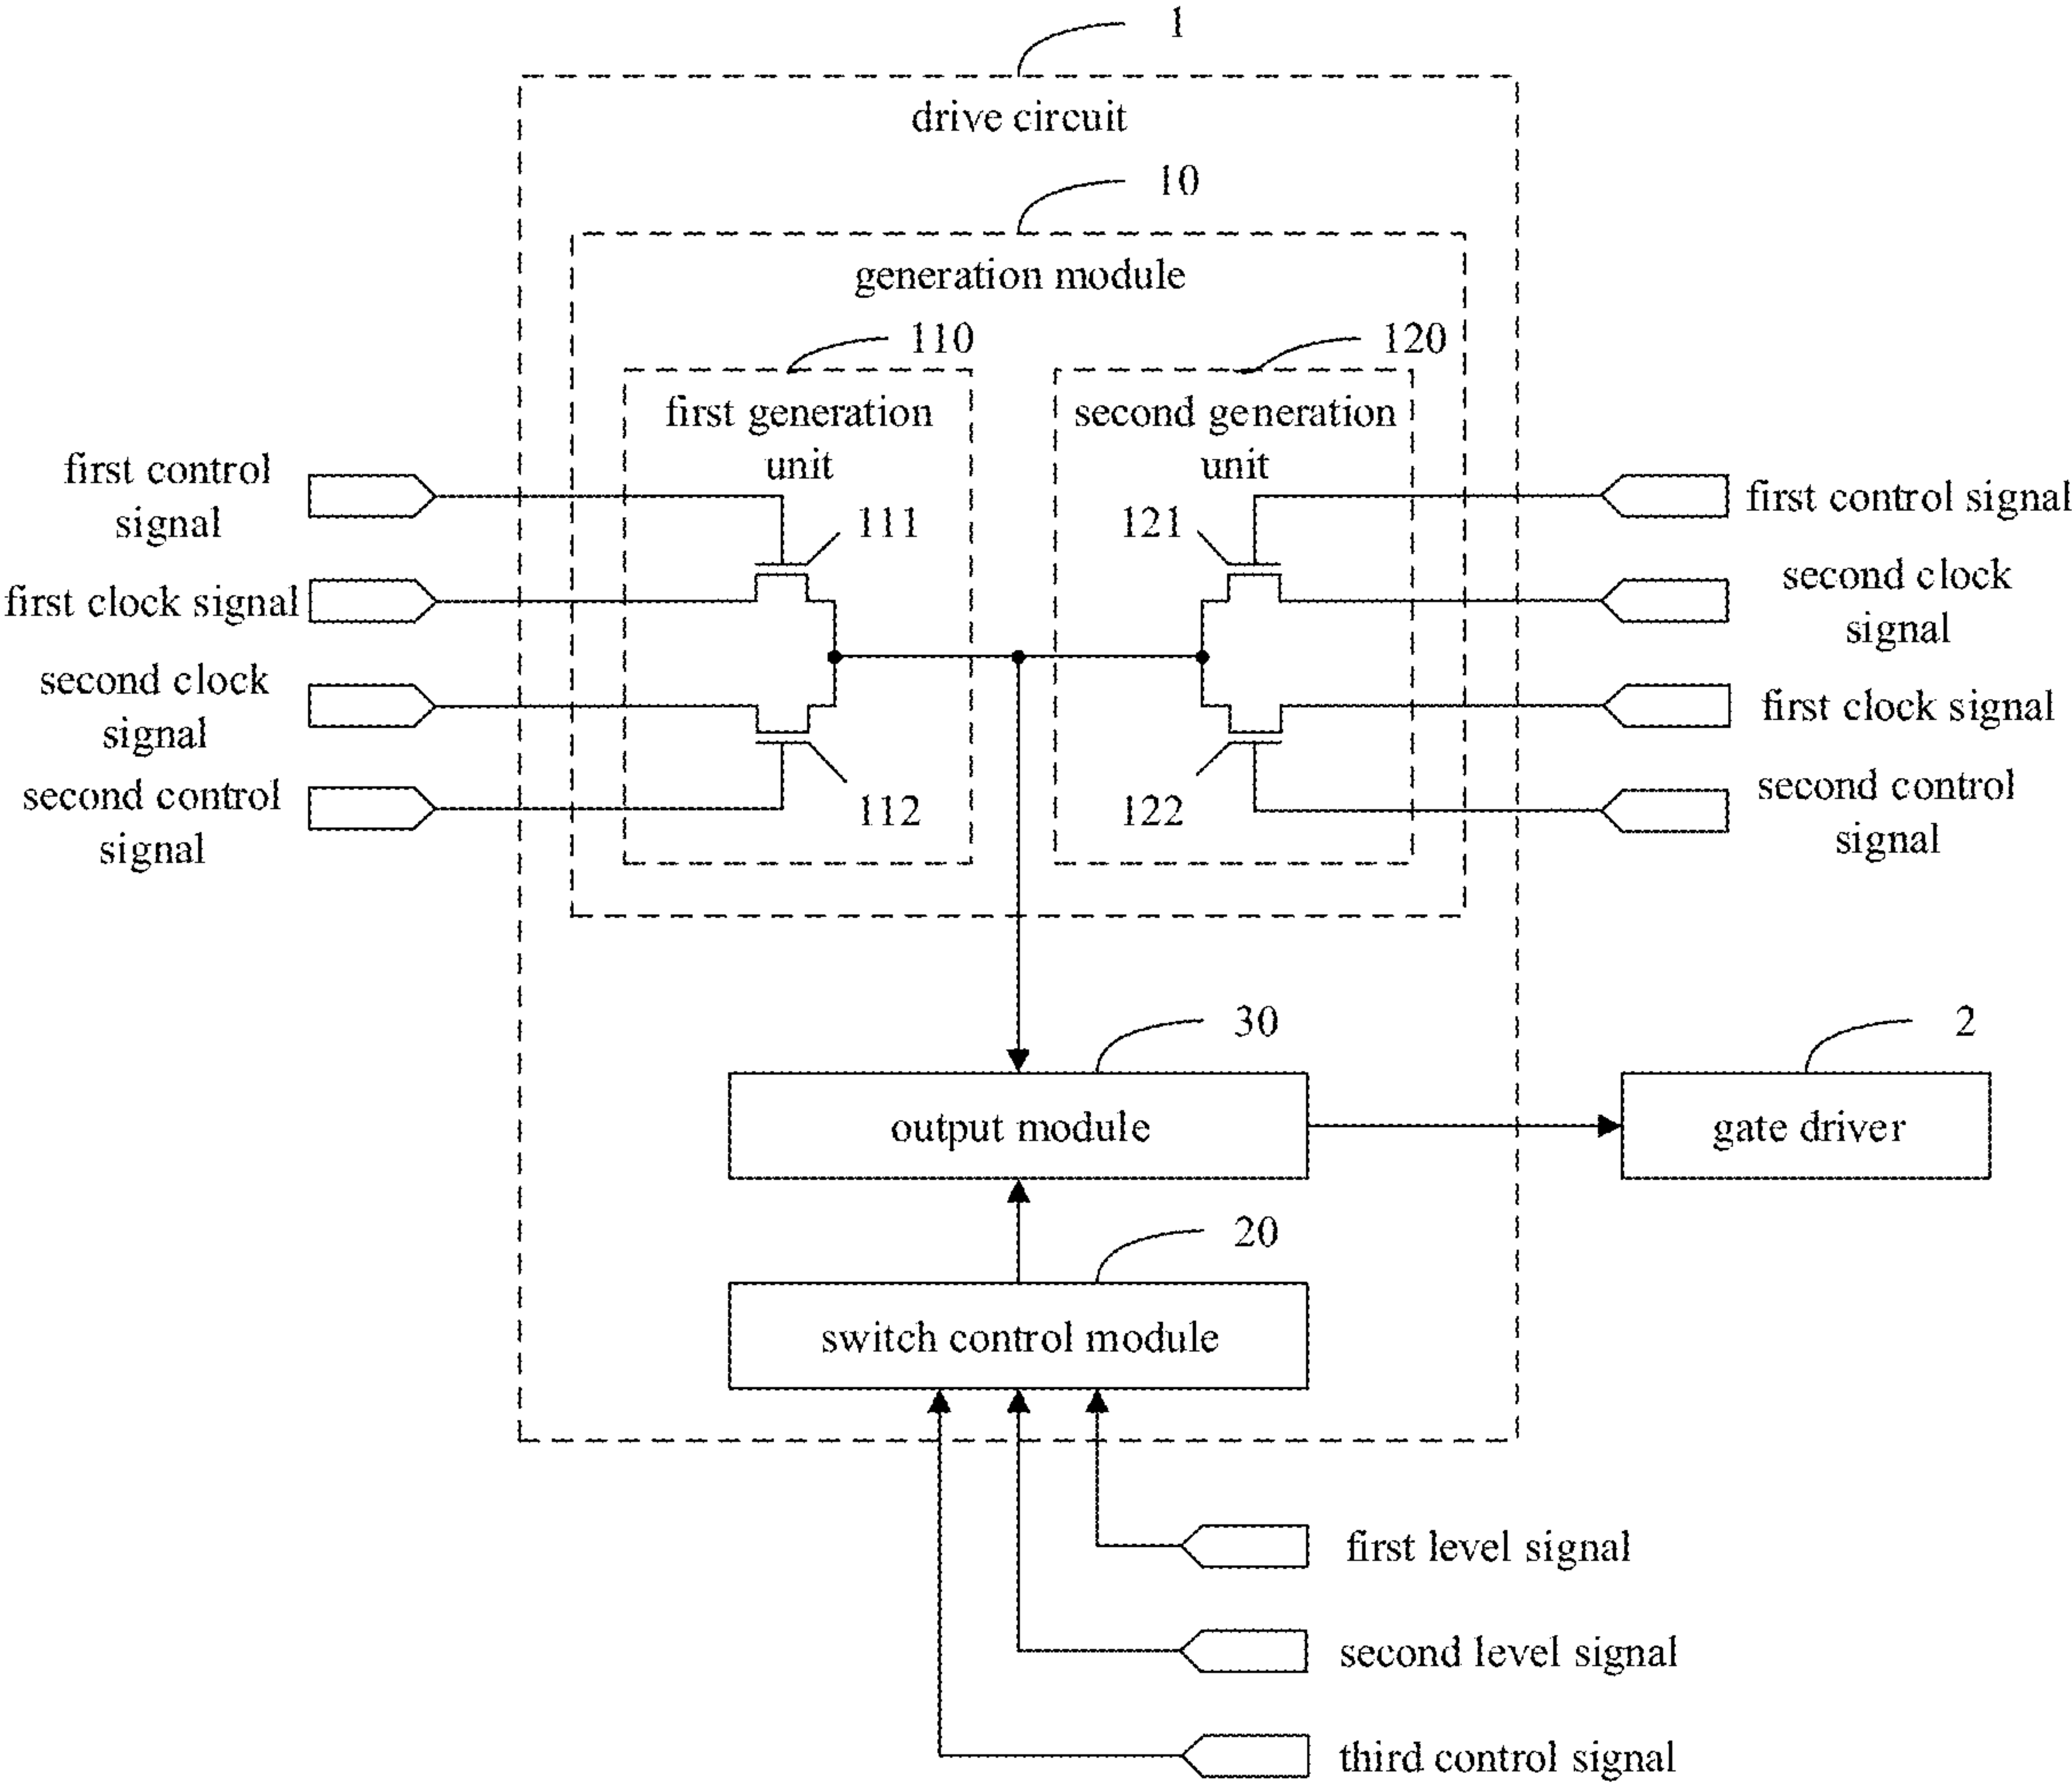 1
drive circuit
10
generation module
110
120
first generation
unit
second generation
unit
first control
signal
first control signal
111
121
first clock signal
second clock
signal
second clock
signal
first clock signal
second control
signal
112
122
second control
signal
30
2
output module
gate driver
20
switch control module
first level signal
second level signal
third control signal